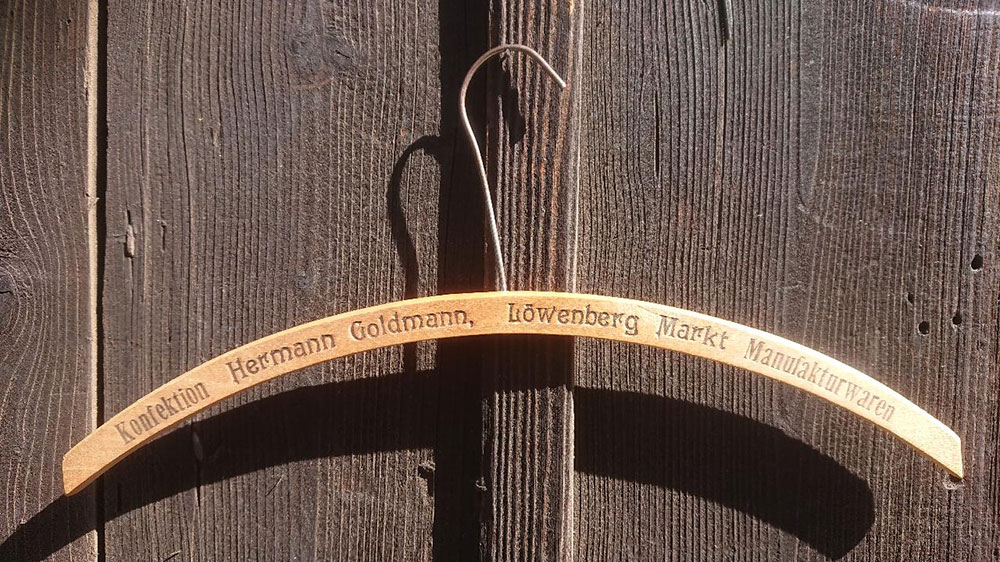 Konfektion Hermann Goldmann, Löwenberg Markt Manufakturwaren